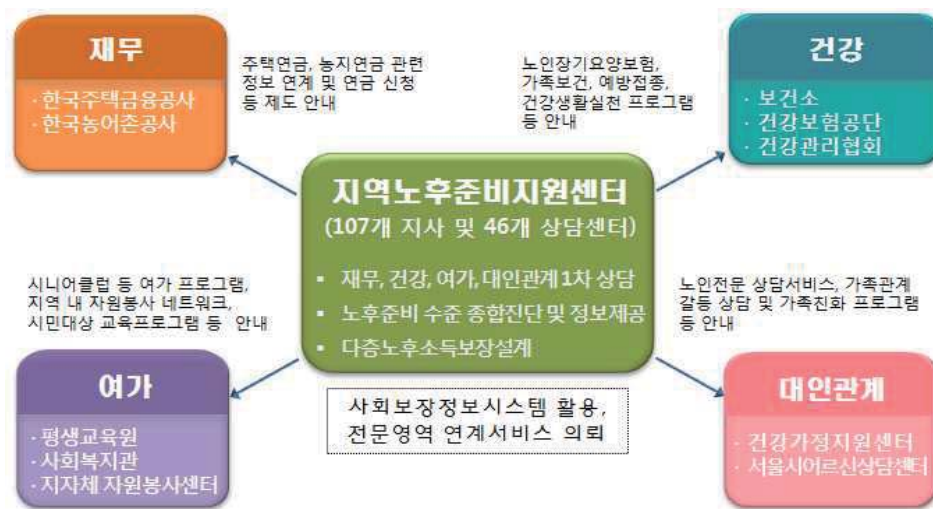 재무
· 한국주택금융공사
· 한국농어촌공사
주택연금, 농지연금 관련
정보 연계 및 연금 신청
등 제도 안내
노인장기요양보험,
가족보건, 예방접종,
건강생활실천 프로그램
등 안내
건강
· 보건소
· 건강보험공단
· 건강관리협회
지역노후준비지원센터
(107개 지사 및 46개 상담센터)
▪ 재무, 건강, 여가, 대인관계 1차 상담
▪ 노후준비 수준 종합진단 및 정보제공
▪ 다층노후소득보장설계
시니어클럽 등 여가 프로그램,
지역 내 자원봉사 네트워크,
시민대상 교육프로그램 등 안내
노인전문 상담서비스, 가족관계
갈등 상담 및 가족친화 프로그램
등 안내
여가
· 평생교육원
· 사회복지관
· 지자체 자원봉사센터
사회보장정보시스템 활용,
전문영역 연계서비스 의뢰
대인관계
· 건강가정지원센터
· 서울시어르신상담센터